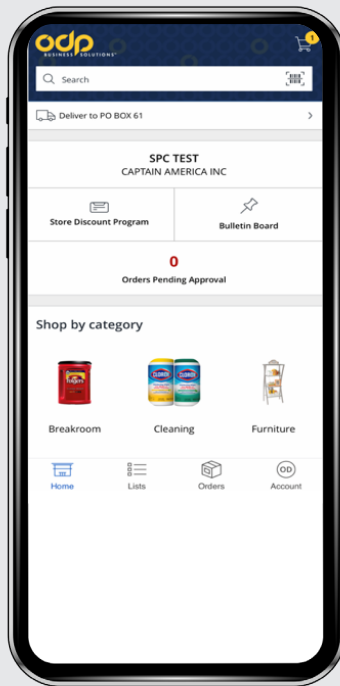 odp
BUSINESS SOLUTIONS
1
Search
Deliver to PO BOX 61
SPC TEST
CAPTAIN AMERICA INC
Store Discount Program
Bulletin Board
0
Orders Pending Approval
Shop by category
Folgers
CLOROX
CLOROX
Breakroom
Cleaning
Furniture
Home
Lists
Orders
OD
Account